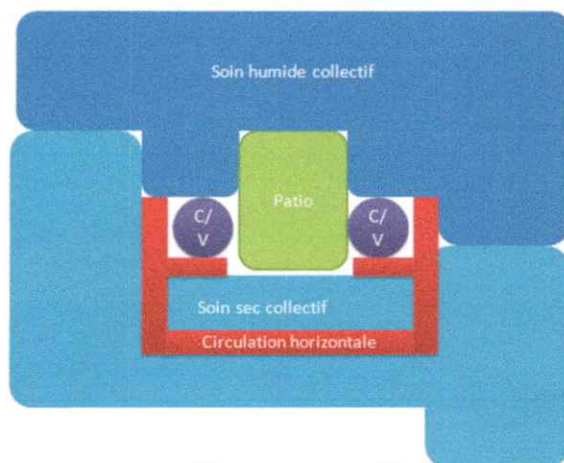 Soin humide collectif
Patio
C/
V
C/
V
Soin sec collectif
Circulation horizontale